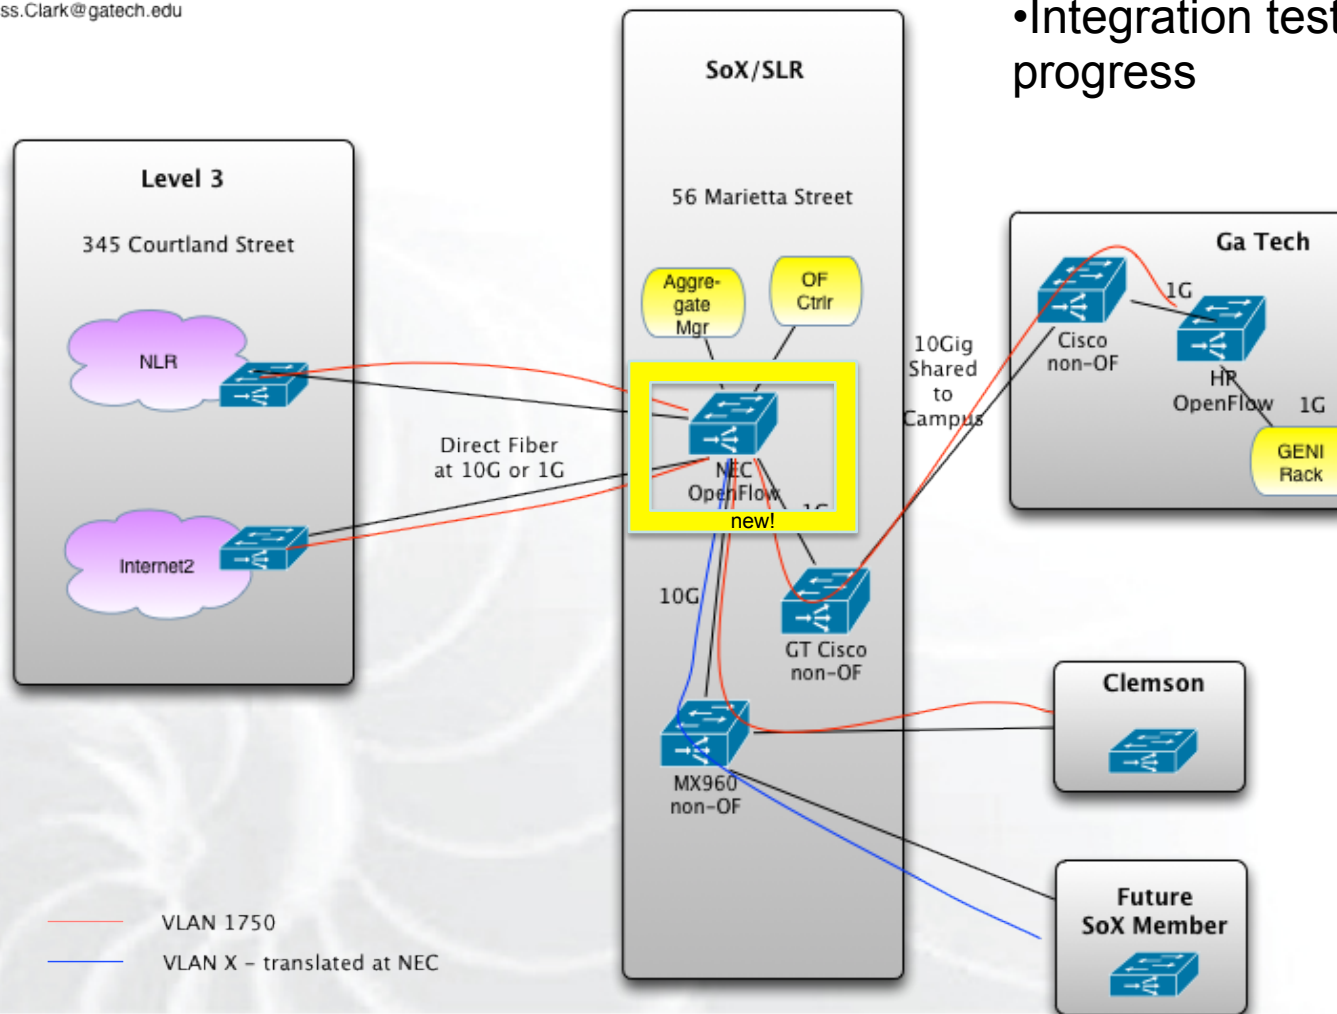 ss.Clark@gatech.edu
•Integration test
progress
SoX/SLR
56 Marietta Street
Level 3
345 Courtland Street
NLR
Internet2
Direct Fiber
at 10G or 1G
Aggre-
gate
Mgr
OF
Ctrlr
NEC
OpenFlow
new!
1G
10G
GT Cisco
non-OF
MX960
non-OF
10Gig
Shared
to
Campus
Ga Tech
1G
Cisco
non-OF
HP
OpenFlow
1G
GENI
Rack
Clemson
Future
SoX Member
VLAN 1750
VLAN X - translated at NEC